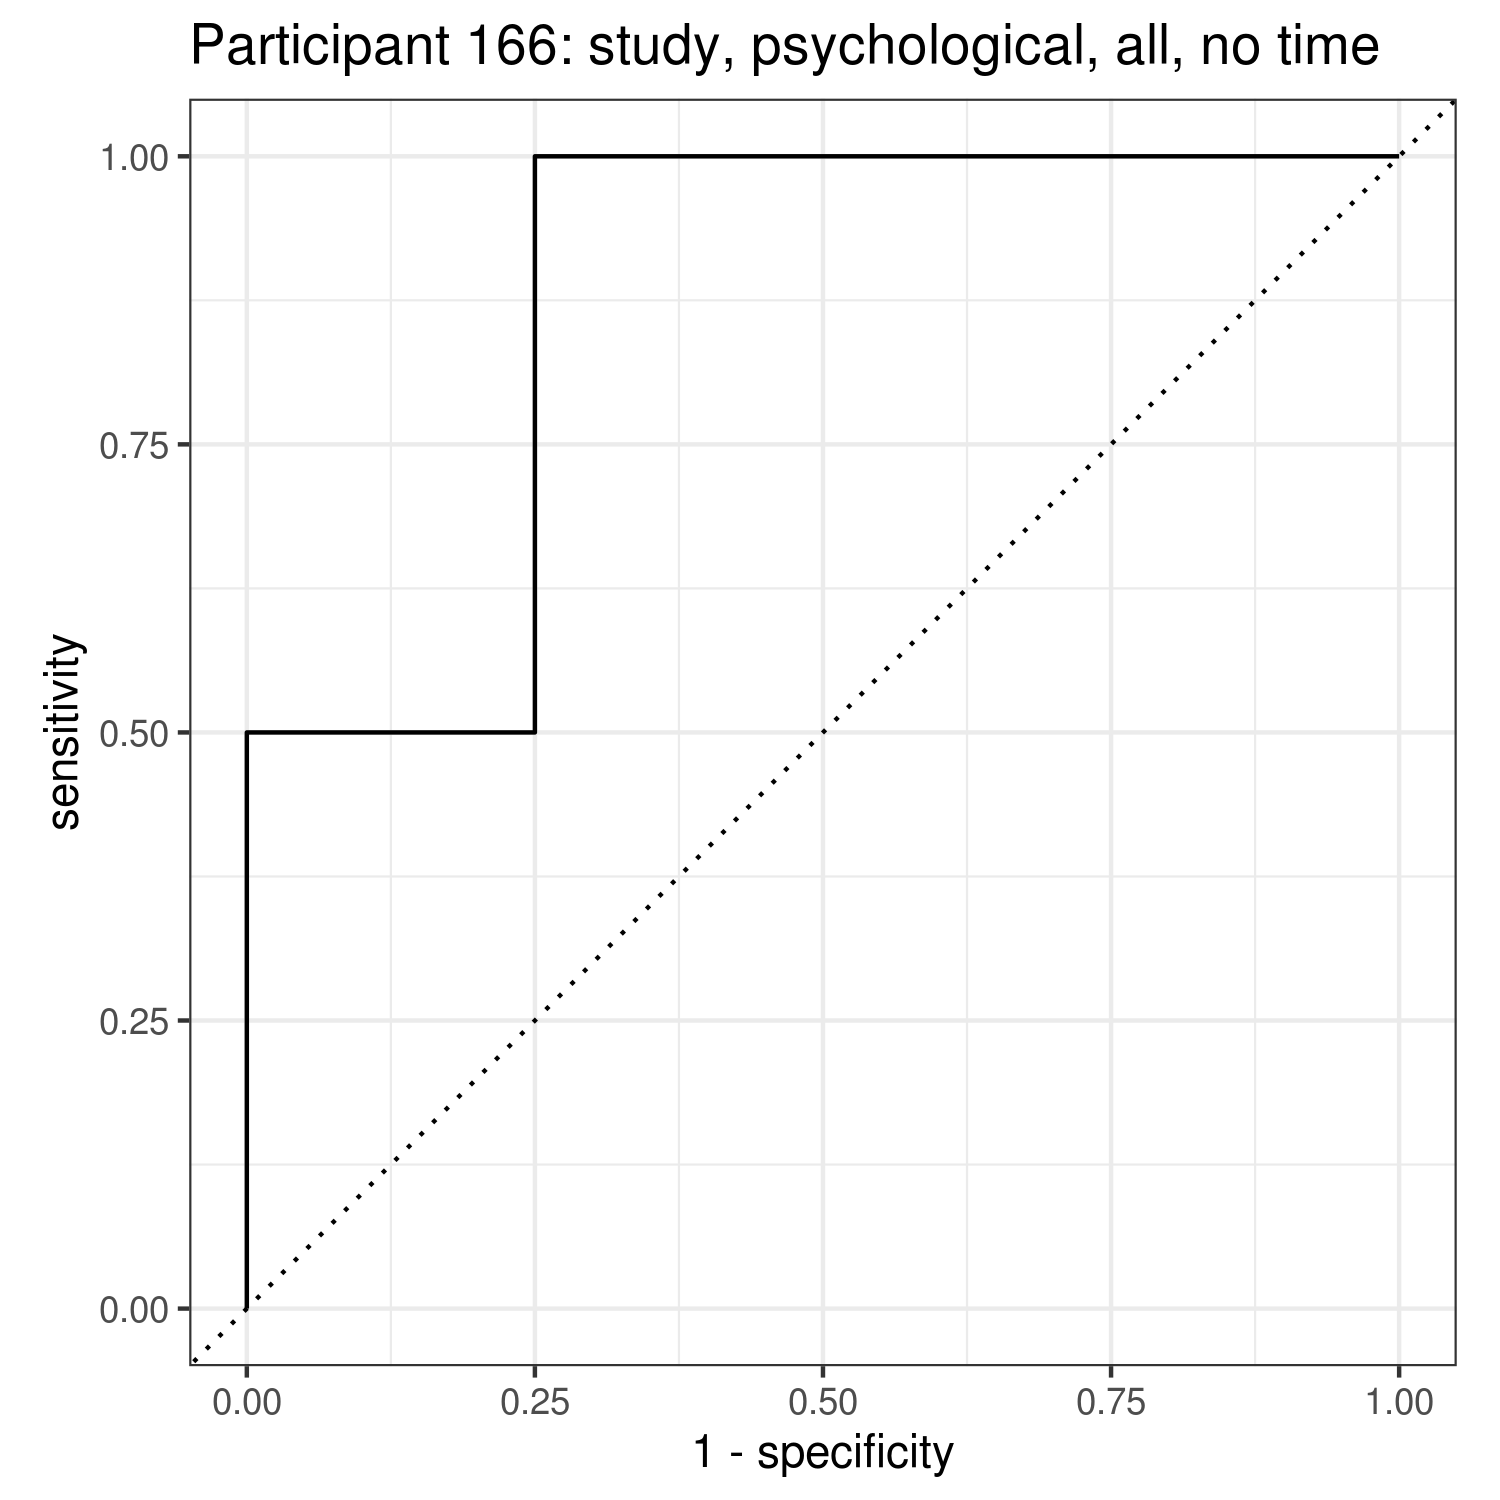 Participant 166: study, psychological, all, no time
1.00
0.75
0.50
0.25
0.00
sensitivity
0.00 0.25 0.50 0.75 1.00
1 - specificity